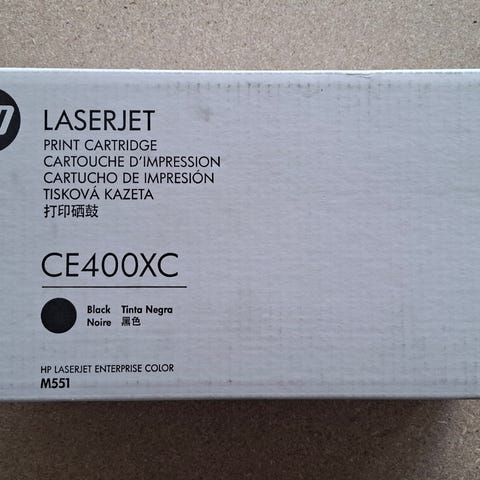 LASERJET
PRINT CARTRIDGE
CARTOUCHE D'IMPRESSION
CARTUCHO DE IMPRESIÓN
TISKOVÁ KAZETA
打印硒鼓
CE400XC
Black Tinta Negra
Noire 黑色
HP LASERJET ENTERPRISE COLOR
M551